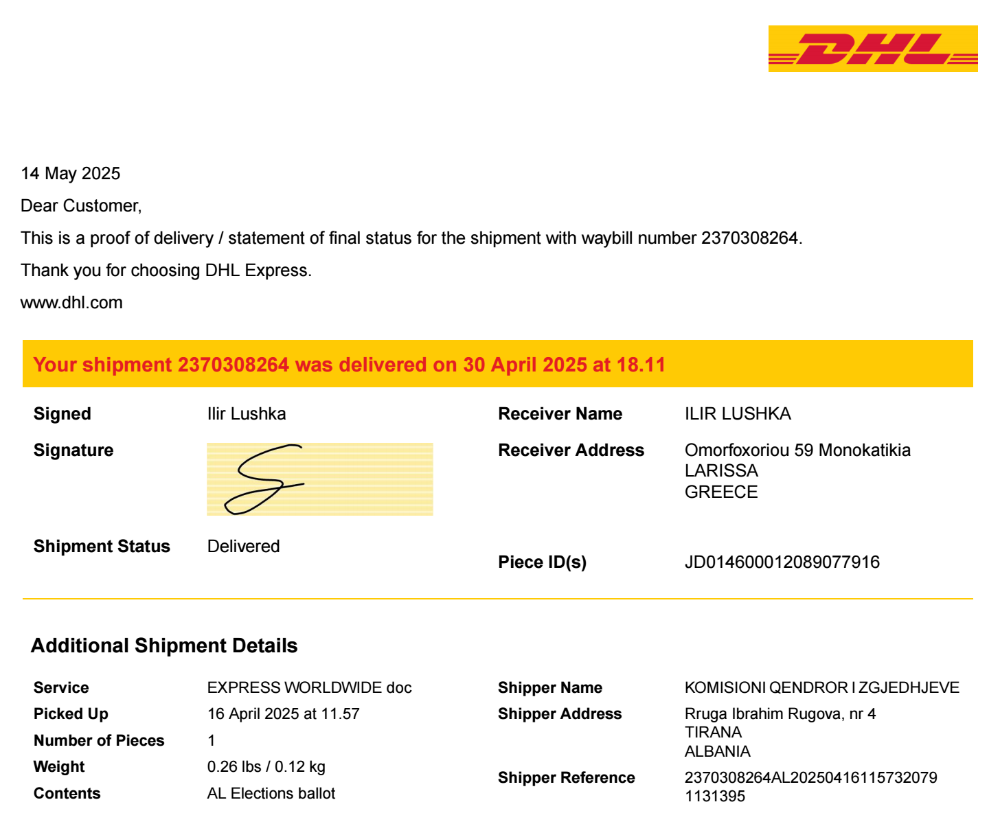 DHL
14 May 2025
Dear Customer,
This is a proof of delivery / statement of final status for the shipment with waybill number 2370308264.
Thank you for choosing DHL Express.
www.dhl.com
Your shipment 2370308264 was delivered on 30 April 2025 at 18.11
Signed Ilir Lushka
Receiver Name ILIR LUSHKA
Signature
Receiver Address Omorfoxoriou 59 Monokatikia
LARISSA
GREECE
Shipment Status Delivered
Piece ID(s) JD014600012089077916
Additional Shipment Details
Service EXPRESS WORLDWIDE doc
Picked Up 16 April 2025 at 11.57
Number of Pieces 1
Weight 0.26 lbs / 0.12 kg
Contents AL Elections ballot
Shipper Name KOMISIONI QENDROR I ZGJEDHJEVE
Shipper Address Rruga Ibrahim Rugova, nr 4
TIRANA
ALBANIA
Shipper Reference 2370308264AL20250416115732079
1131395